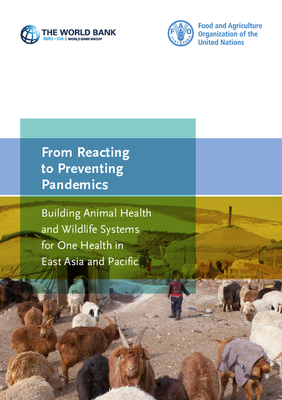 THE WORLD BANK
IBRD • IDA | WORLD BANK GROUP
Food and Agriculture
Organization of the
United Nations
From Reacting
to Preventing
Pandemics
Building Animal Health
and Wildlife Systems
for One Health in
East Asia and Pacific